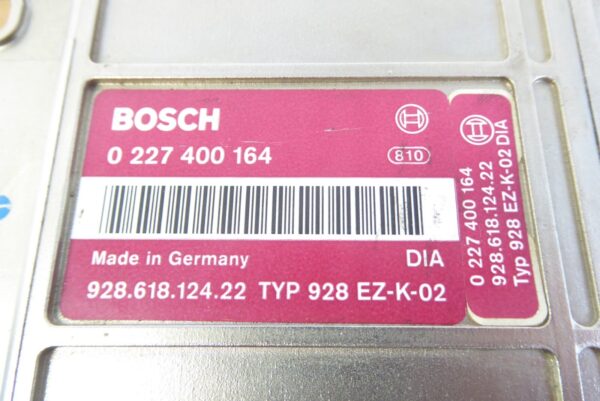 BOSCH
0 227 400 164
810
Made in Germany
DIA
928.618.124.22 TYP 928 EZ-K-02
0 227 400 164
928.618.124.22
Typ 928 EZ-K-02 DIA